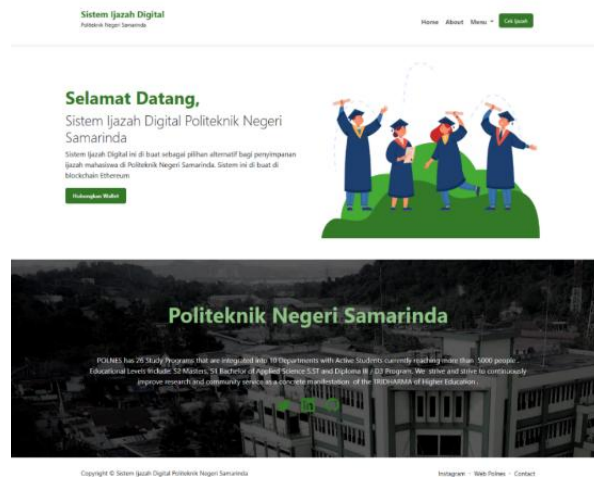 Sistem Ijazah Digital
Politeknik Negeri Samarinda
Home About Menu Cek Ijazah
Selamat Datang,
Sistem Ijazah Digital Politeknik Negeri
Samarinda
Sistem Ijazah Digital ini di buat sebagai pilihan alternatif bagi penyimpanan
ijazah mahasiswa di Politeknik Negeri Samarinda. Sistem ini di buat di
blockchain Ethereum
Hubungkan Wallet
Politeknik Negeri Samarinda
POLNES has 26 Study Programs that are integrated into 10 Departments with Active Students currently reaching more than 5000 people .
Educational Levels Include: S2 Masters, S1 Bachelor of Applied Science S.ST and Diploma III / D3 Program. We strive and strive to continuously
improve research and community service as a concrete manifestation of the TRIDHARMA of Higher Education .
Copyright © Sistem Ijazah Digital Politeknik Negeri Samarinda
Instagram · Web Polnes · Contact